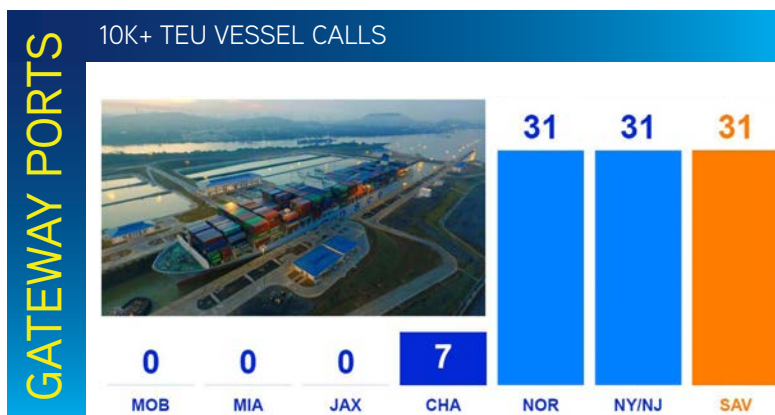 GATEWAY PORTS
10K+ TEU VESSEL CALLS
31 31 31
0 0 0 7
MOB MIA JAX CHA NOR NY/NJ SAV